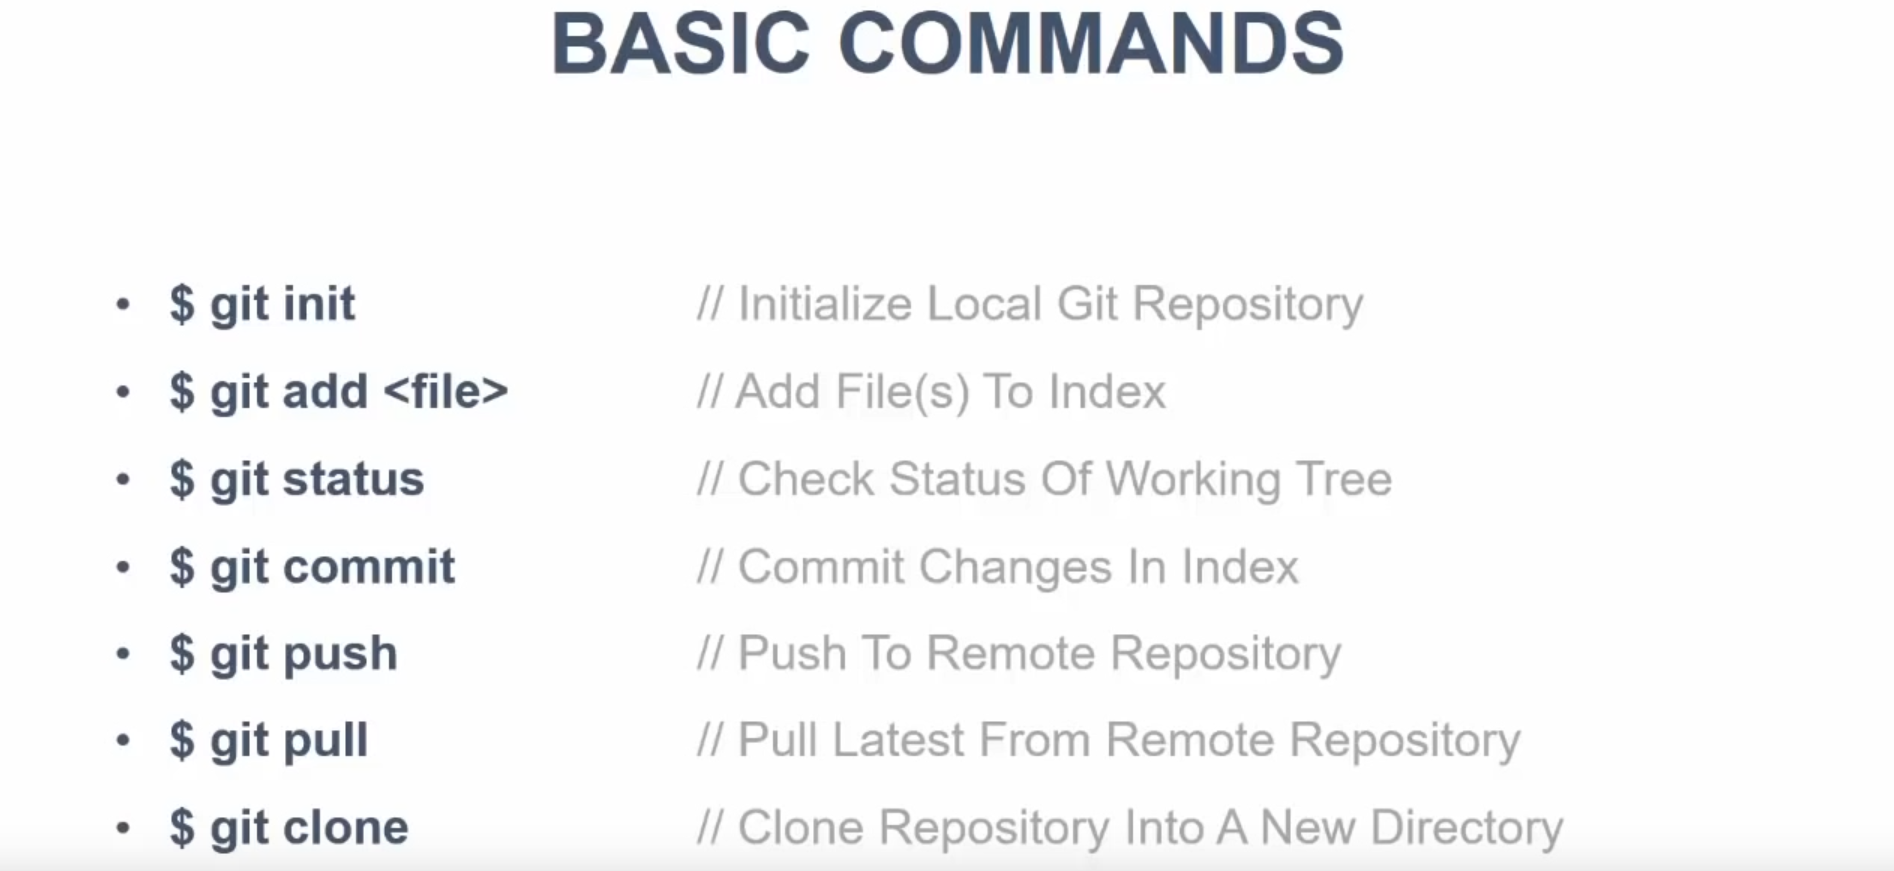 BASIC COMMANDS
• $ git init // Initialize Local Git Repository
• $ git add <file> // Add File(s) To Index
• $ git status // Check Status Of Working Tree
• $ git commit // Commit Changes In Index
• $ git push // Push To Remote Repository
• $ git pull // Pull Latest From Remote Repository
• $ git clone // Clone Repository Into A New Directory